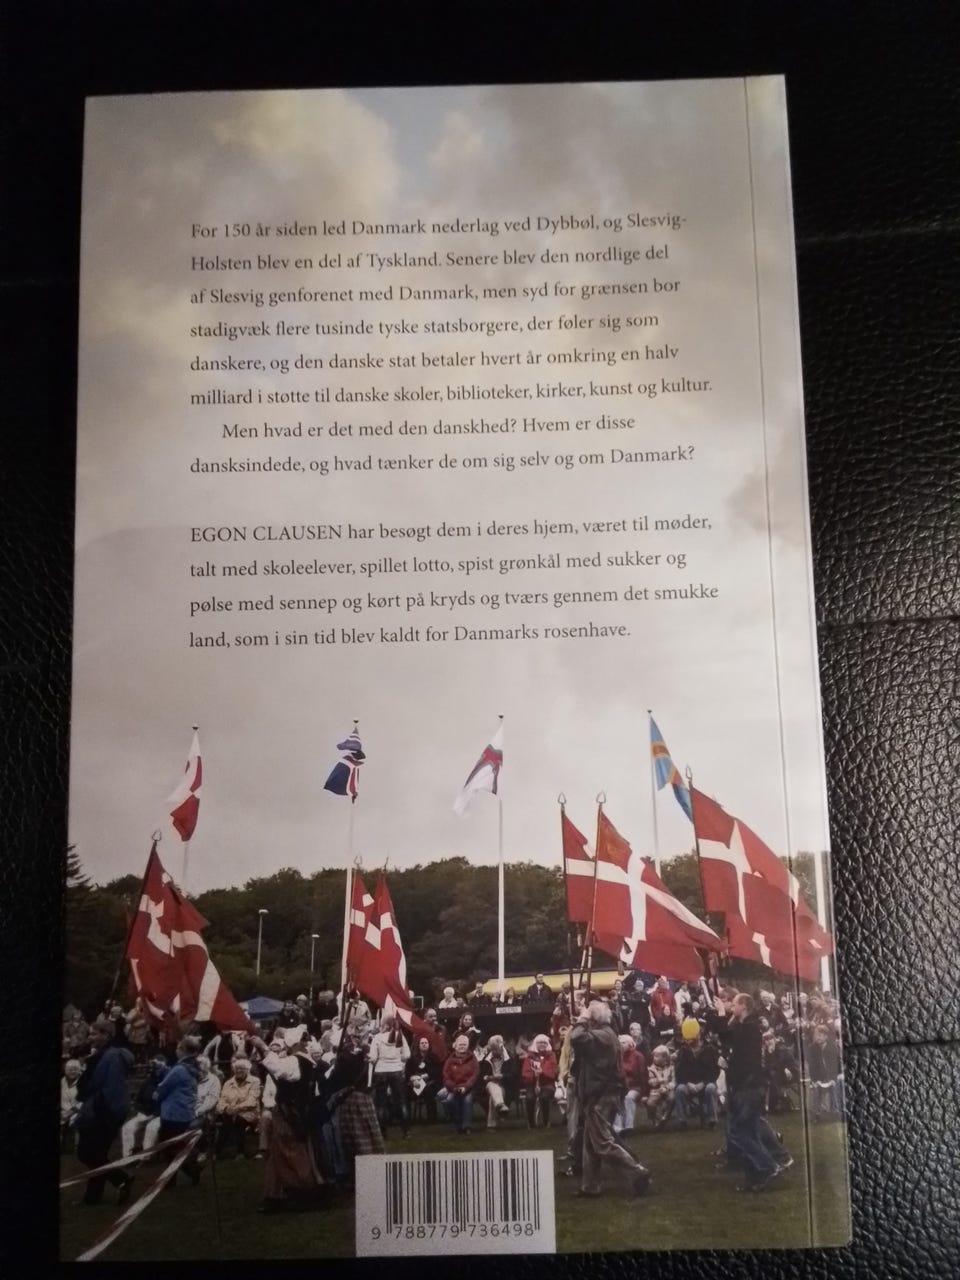 For 150 år siden led Danmark nederlag ved Dybbøl, og Slesvig-
Holsten blev en del af Tyskland. Senere blev den nordlige del
af Slesvig genforenet med Danmark, men syd for grænsen bor
stadigvæk flere tusinde tyske statsborgere, der føler sig som
danskere, og den danske stat betaler hvert år omkring en halv
milliard i støtte til danske skoler, biblioteker, kirker, kunst og kultur.
Men hvad er det med den danskhed? Hvem er disse
dansksindede, og hvad tænker de om sig selv og om Danmark?
EGON CLAUSEN har besøgt dem i deres hjem, været til møder,
talt med skoleelever, spillet lotto, spist grønkål med sukker og
pølse med sennep og kørt på kryds og tværs gennem det smukke
land, som i sin tid blev kaldt for Danmarks rosenhave.
9 788779 736498